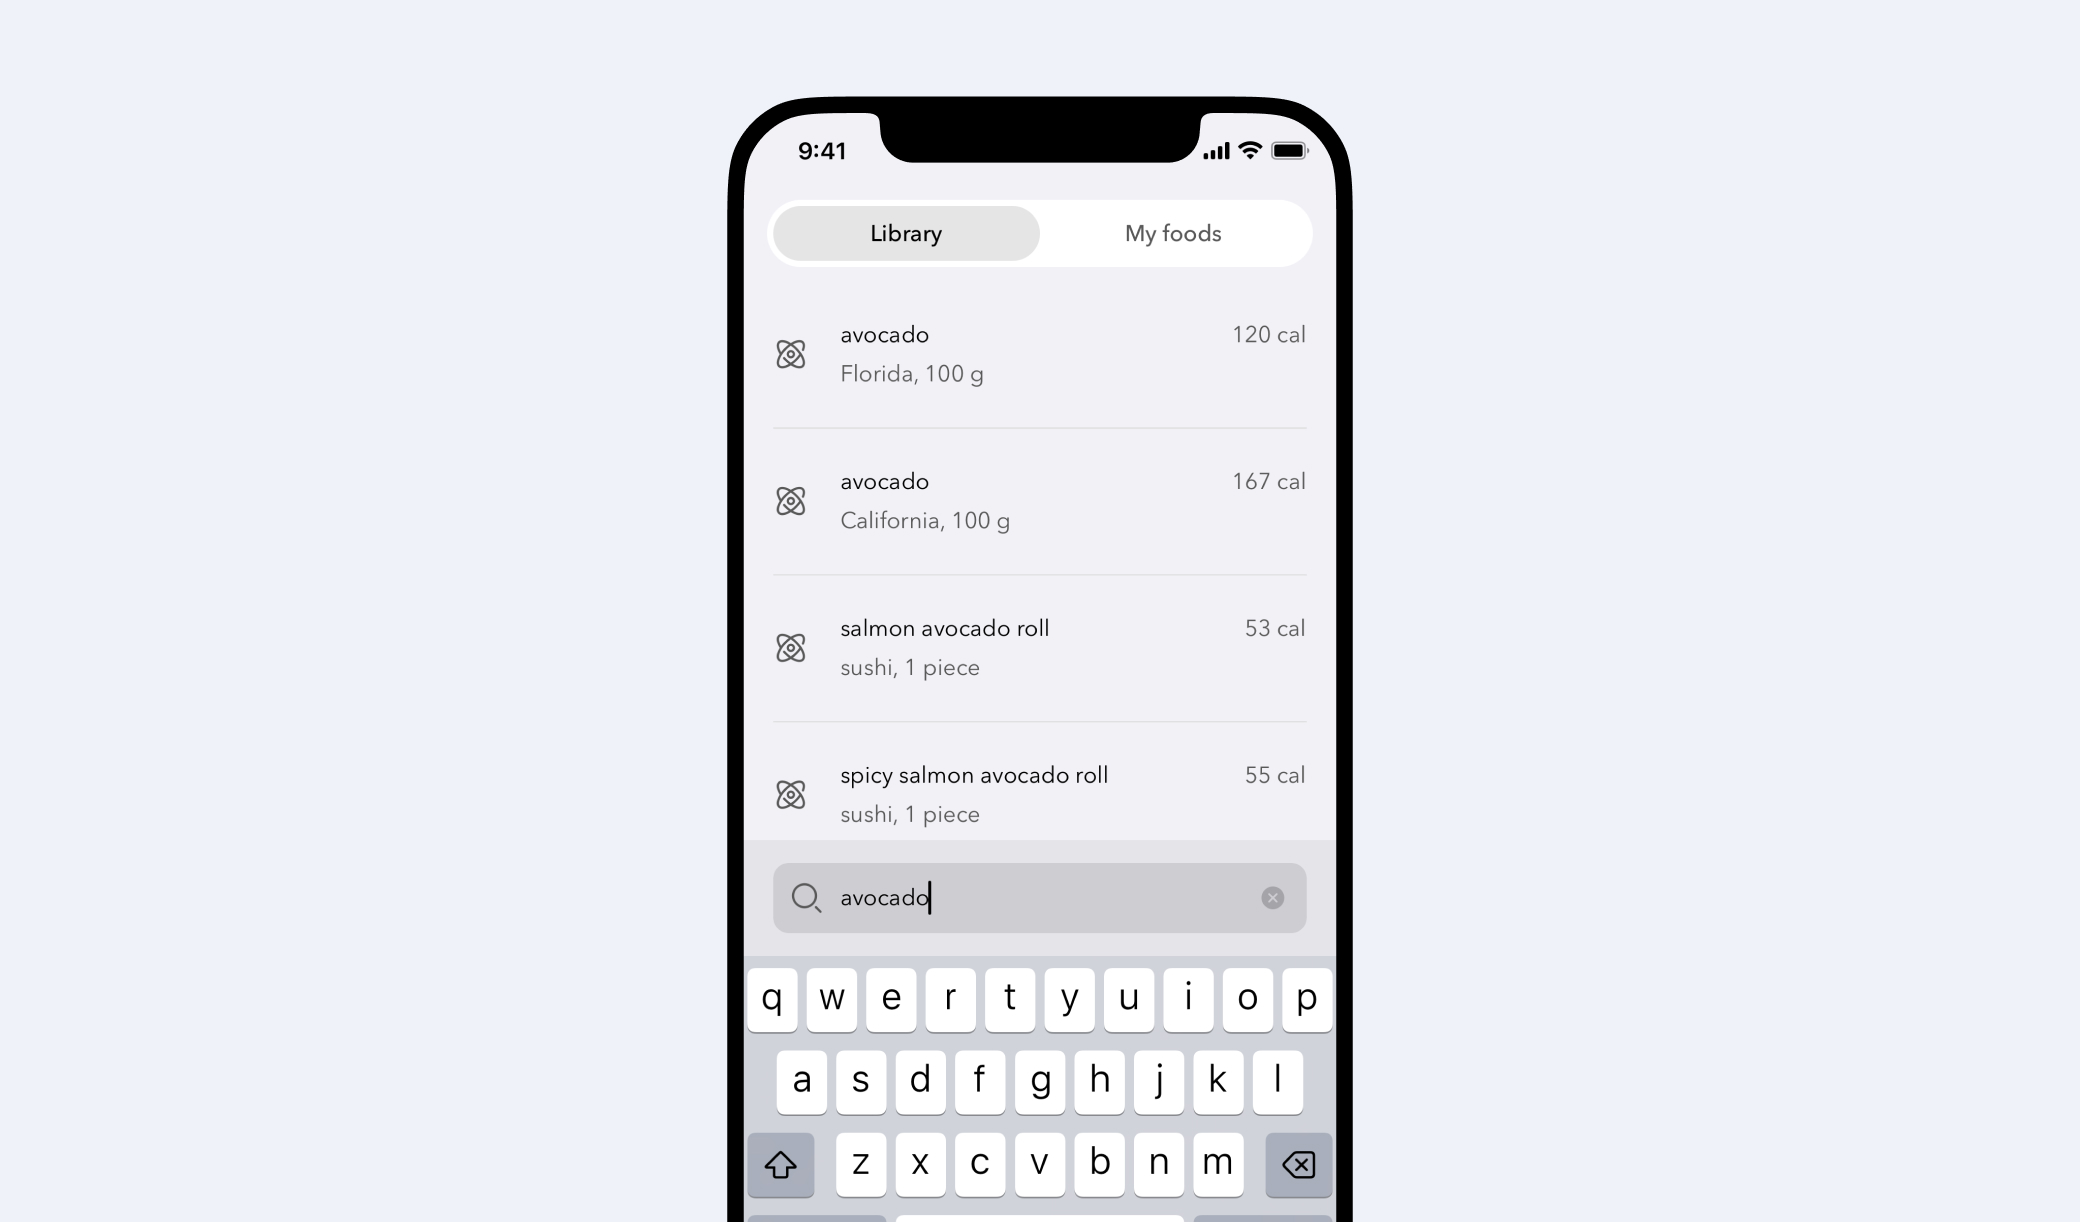 9:41
Library My foods
avocado 120 cal
Florida, 100 g
avocado 167 cal
California, 100 g
salmon avocado roll 53 cal
sushi, 1 piece
spicy salmon avocado roll 55 cal
sushi, 1 piece
avocado
q w e r t y u i o p
a s d f g h j k l
z x c v b n m